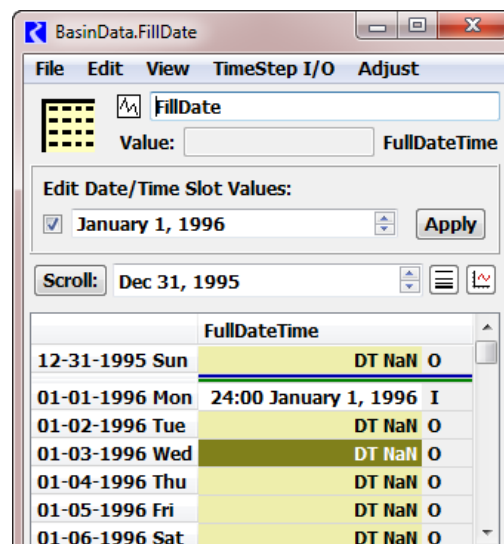 BasinData.FillDate
File Edit View TimeStep I/O Adjust
FillDate
Value: FullDateTime
Edit Date/Time Slot Values:
January 1, 1996 Apply
Scroll: Dec 31, 1995
FullDateTime
12-31-1995 Sun DT NaN O
01-01-1996 Mon 24:00 January 1, 1996 I
01-02-1996 Tue DT NaN O
01-03-1996 Wed DT NaN O
01-04-1996 Thu DT NaN O
01-05-1996 Fri DT NaN O
01-06-1996 Sat DT NaN O